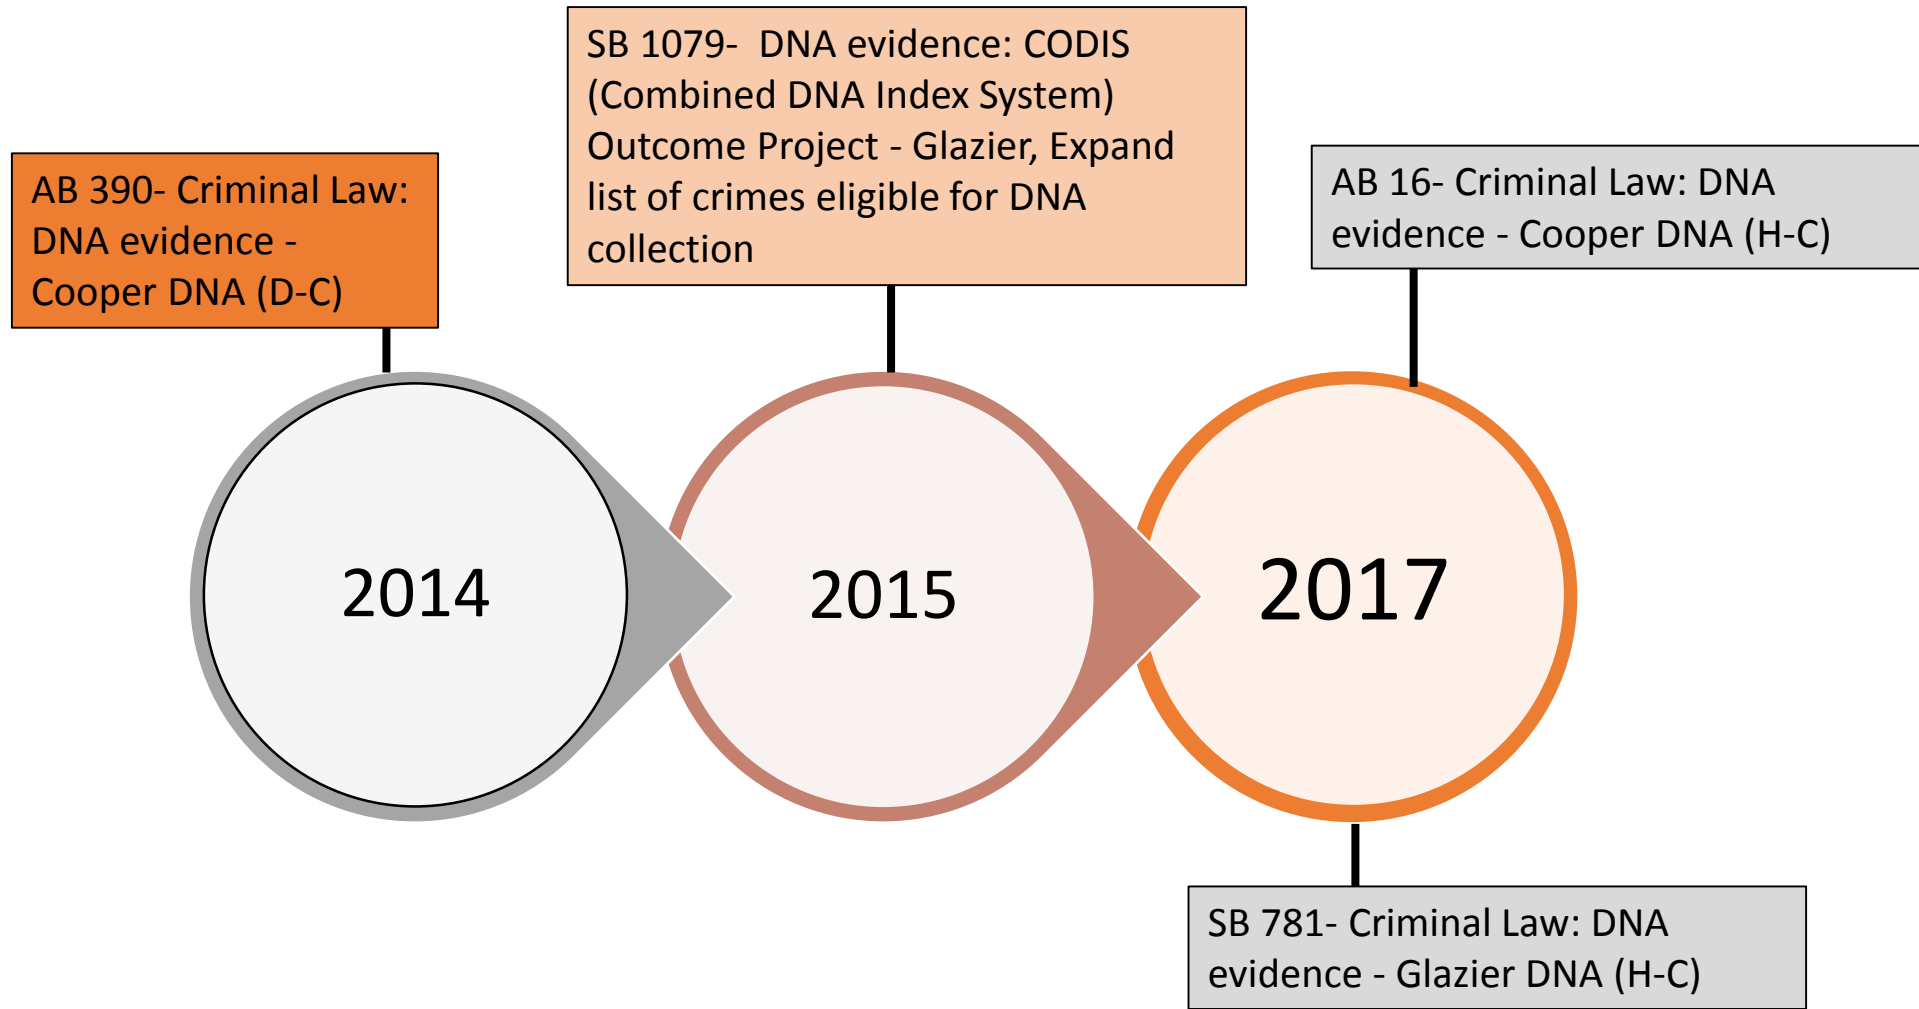 SB 1079-  DNA evidence: CODIS
(Combined DNA Index System)
Outcome Project - Glazier, Expand
list of crimes eligible for DNA
collection
AB 390- Criminal Law:
DNA evidence -
Cooper DNA (D-C)
AB 16- Criminal Law: DNA
evidence - Cooper DNA (H-C)
2014
2015
2017
SB 781- Criminal Law: DNA
evidence - Glazier DNA (H-C)